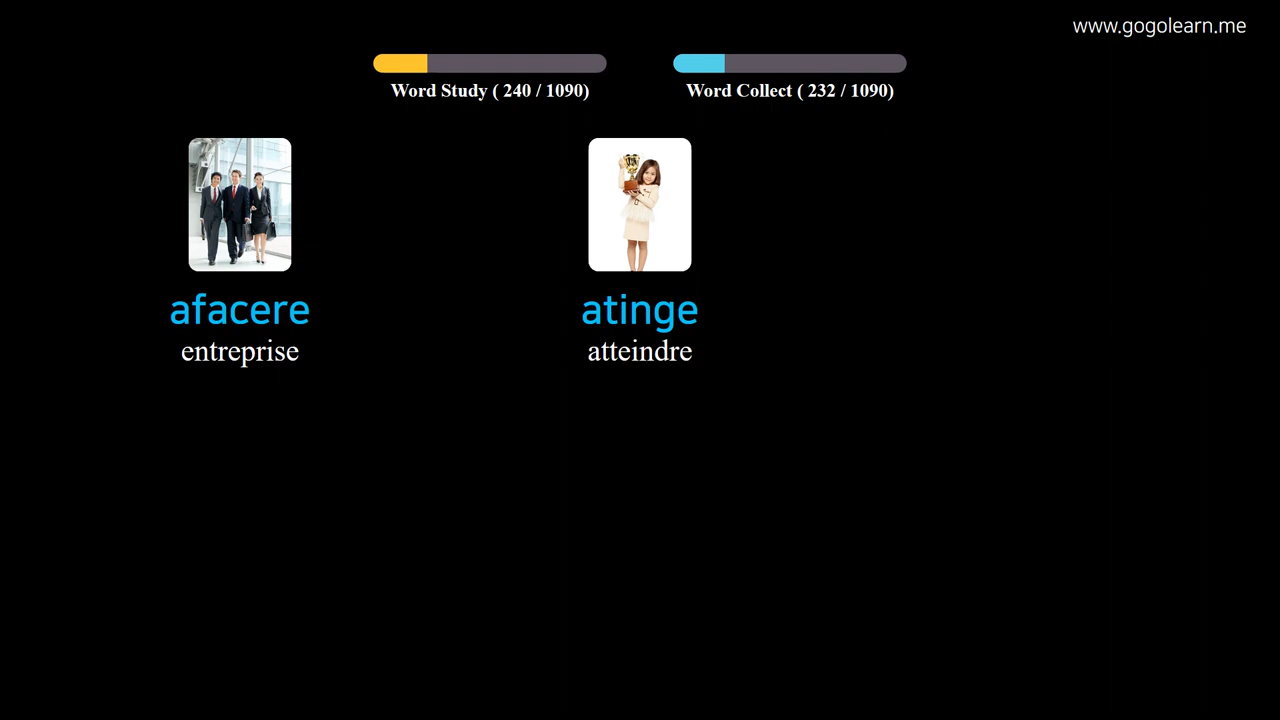 www.gogolearn.me
Word Study ( 240 / 1090)
Word Collect ( 232 / 1090)
afacere
entreprise
atinge
atteindre